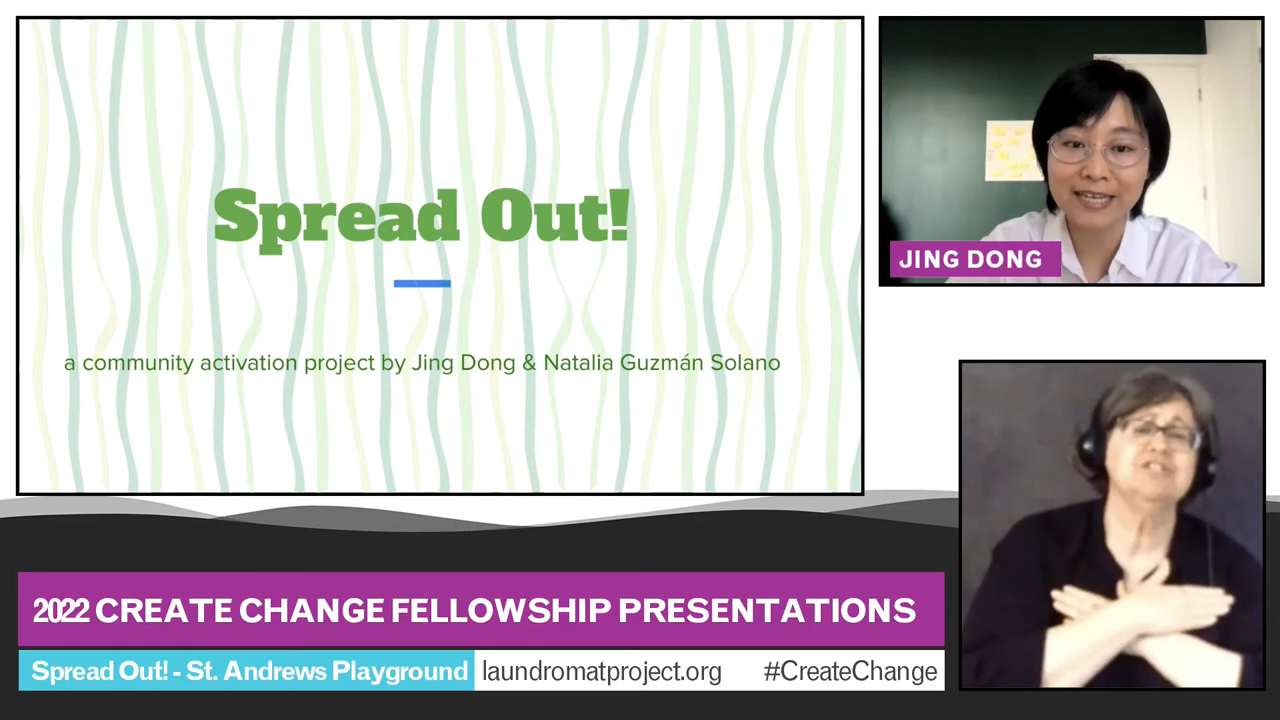 Spread Out!
a community activation project by Jing Dong & Natalia Guzmán Solano
JING DONG
2022 CREATE CHANGE FELLOWSHIP PRESENTATIONS
Spread Out! - St. Andrews Playground
laundromatproject.org
#CreateChange